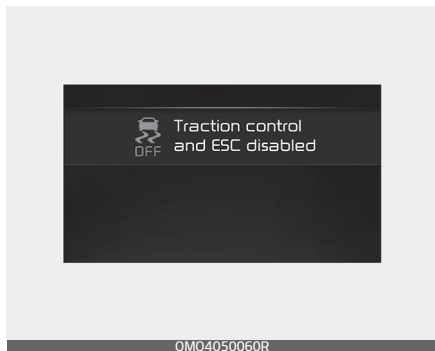 Traction control
OFF and ESC disabled
OMO4050060R